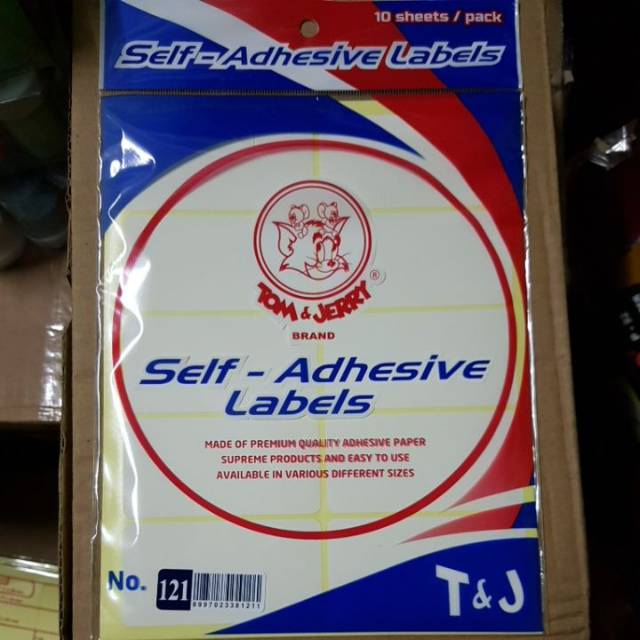 10 sheets / pack
Self-Adhesive Labels
TOM & JERRY ®
BRAND
Self - Adhesive
Labels
MADE OF PREMIUM QUALITY ADHESIVE PAPER
SUPREME PRODUCTS AND EASY TO USE
AVAILABLE IN VARIOUS DIFFERENT SIZES
No. 121
8997023381211
T&J